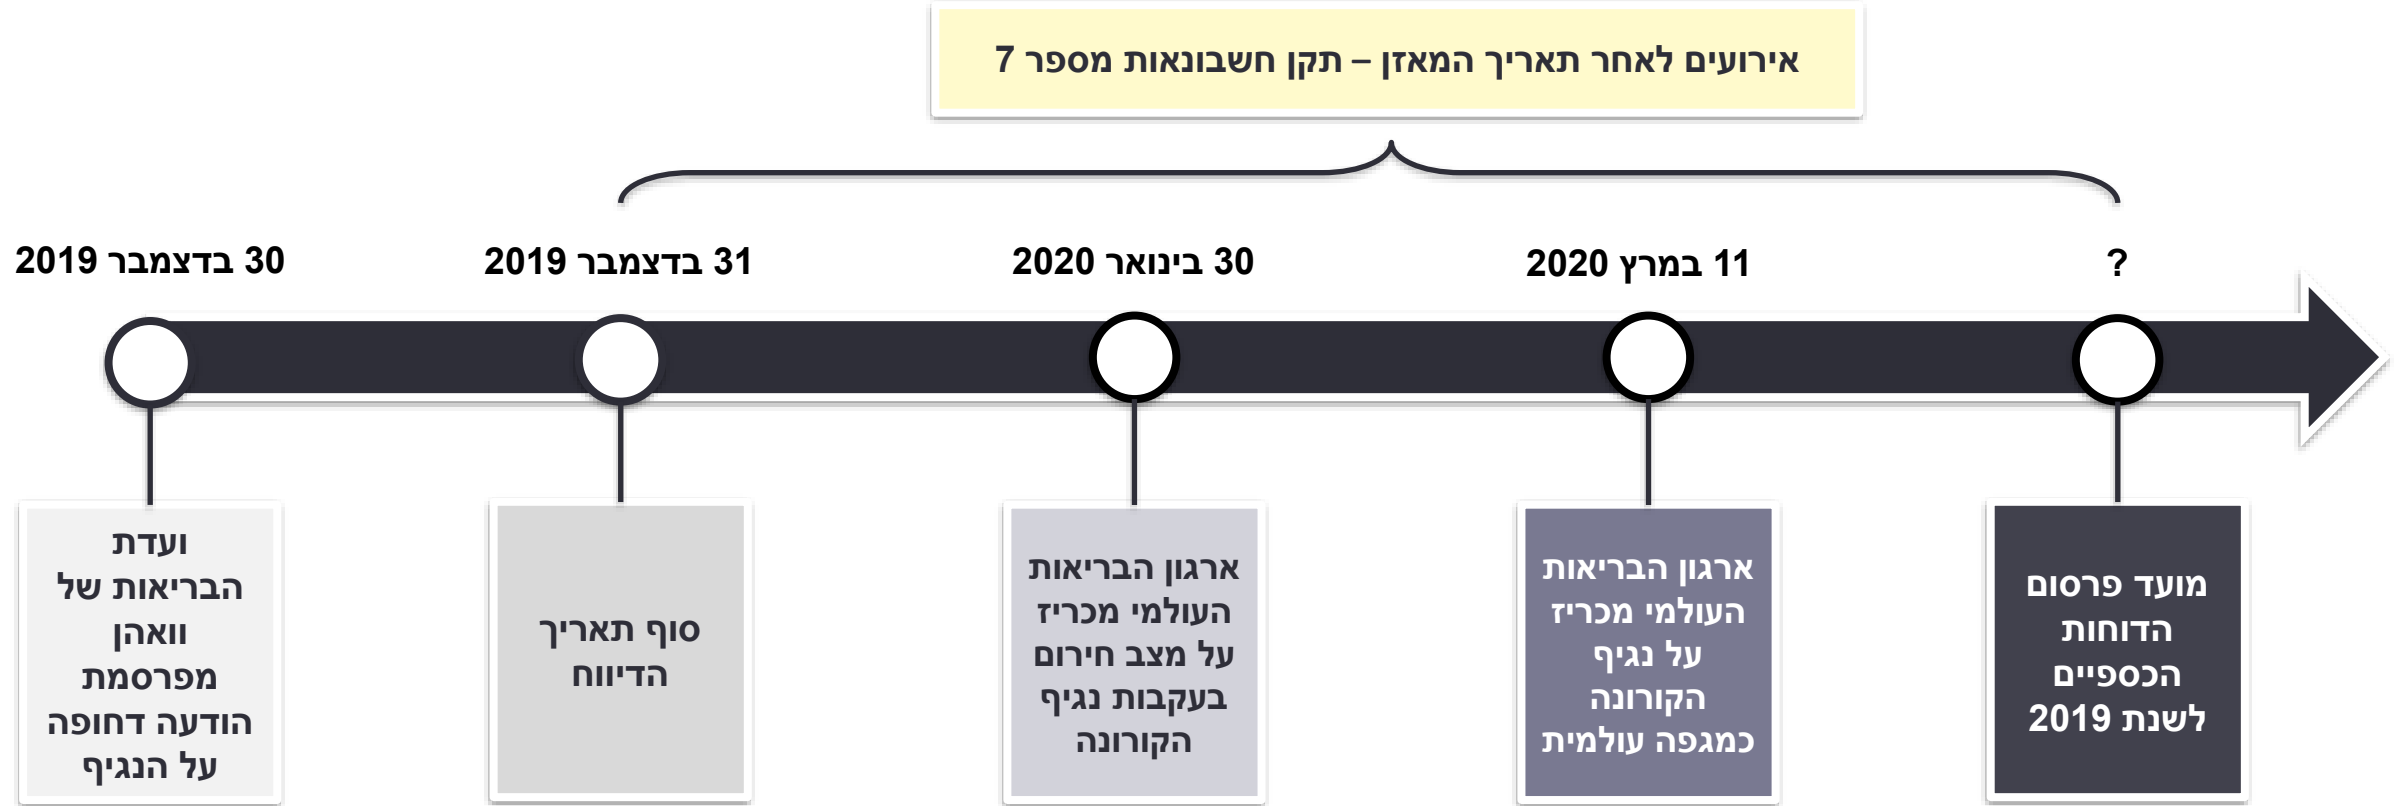 אירועים לאחר תאריך המאזן – תקן חשבונאות מספר 7
30 בדצמבר 2019
31 בדצמבר 2019
30 בינואר 2020
11 במרץ 2020
?
ועדת
הבריאות של
וואהן
מפרסמת
הודעה דחופה
על הנגיף
סוף תאריך
הדיווח
ארגון הבריאות
העולמי מכריז
על מצב חירום
בעקבות נגיף
הקורונה
ארגון הבריאות
העולמי מכריז
על נגיף
הקורונה
כמגפה עולמית
מועד פרסום
הדוחות
הכספיים
לשנת 2019